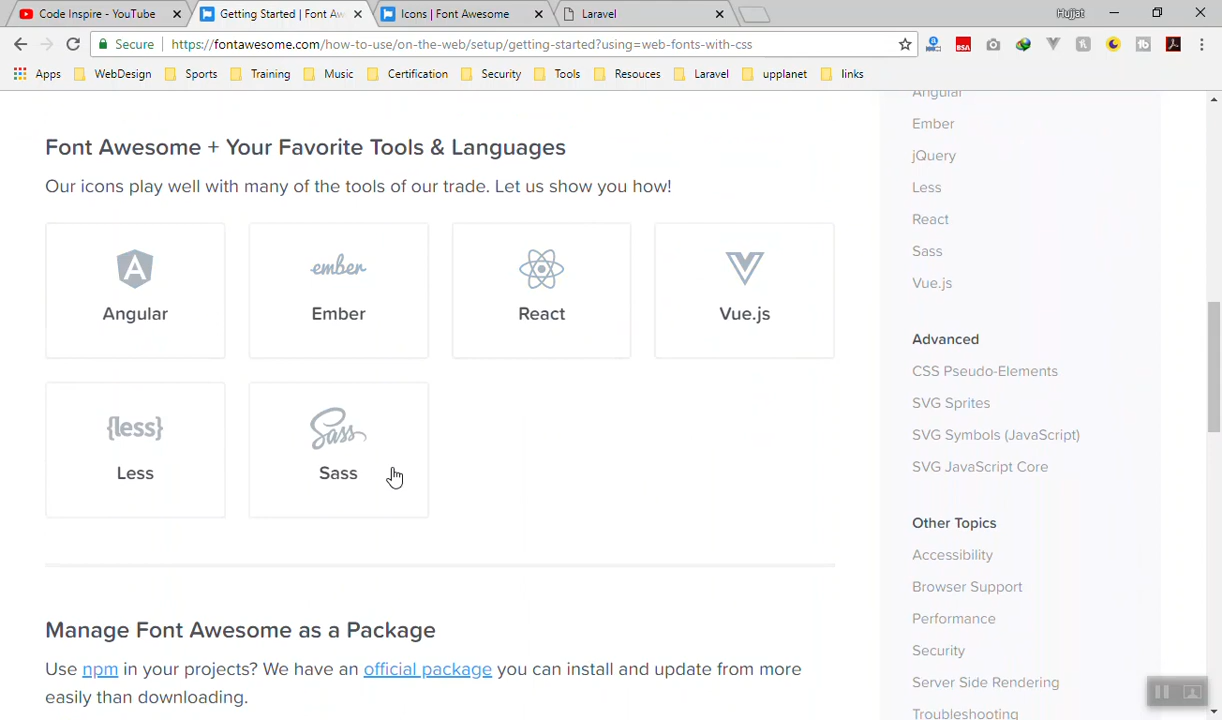 Code Inspire - YouTube
Getting Started | Font Aw
Icons | Font Awesome
Laravel
Hujjat
Secure
https://fontawesome.com/how-to-use/on-the-web/setup/getting-started?using=web-fonts-with-css
BSA
tb
Apps
WebDesign
Sports
Training
Music
Certification
Security
Tools
Resouces
Laravel
upplanet
links
Font Awesome + Your Favorite Tools & Languages
Our icons play well with many of the tools of our trade. Let us show you how!
Angular
ember
Ember
React
Vue.js
{less}
Less
Sass
Sass
Manage Font Awesome as a Package
Use npm in your projects? We have an official package you can install and update from more
easily than downloading.
Angular
Ember
jQuery
Less
React
Sass
Vue.js
Advanced
CSS Pseudo-Elements
SVG Sprites
SVG Symbols (JavaScript)
SVG JavaScript Core
Other Topics
Accessibility
Browser Support
Performance
Security
Server Side Rendering
Troubleshooting